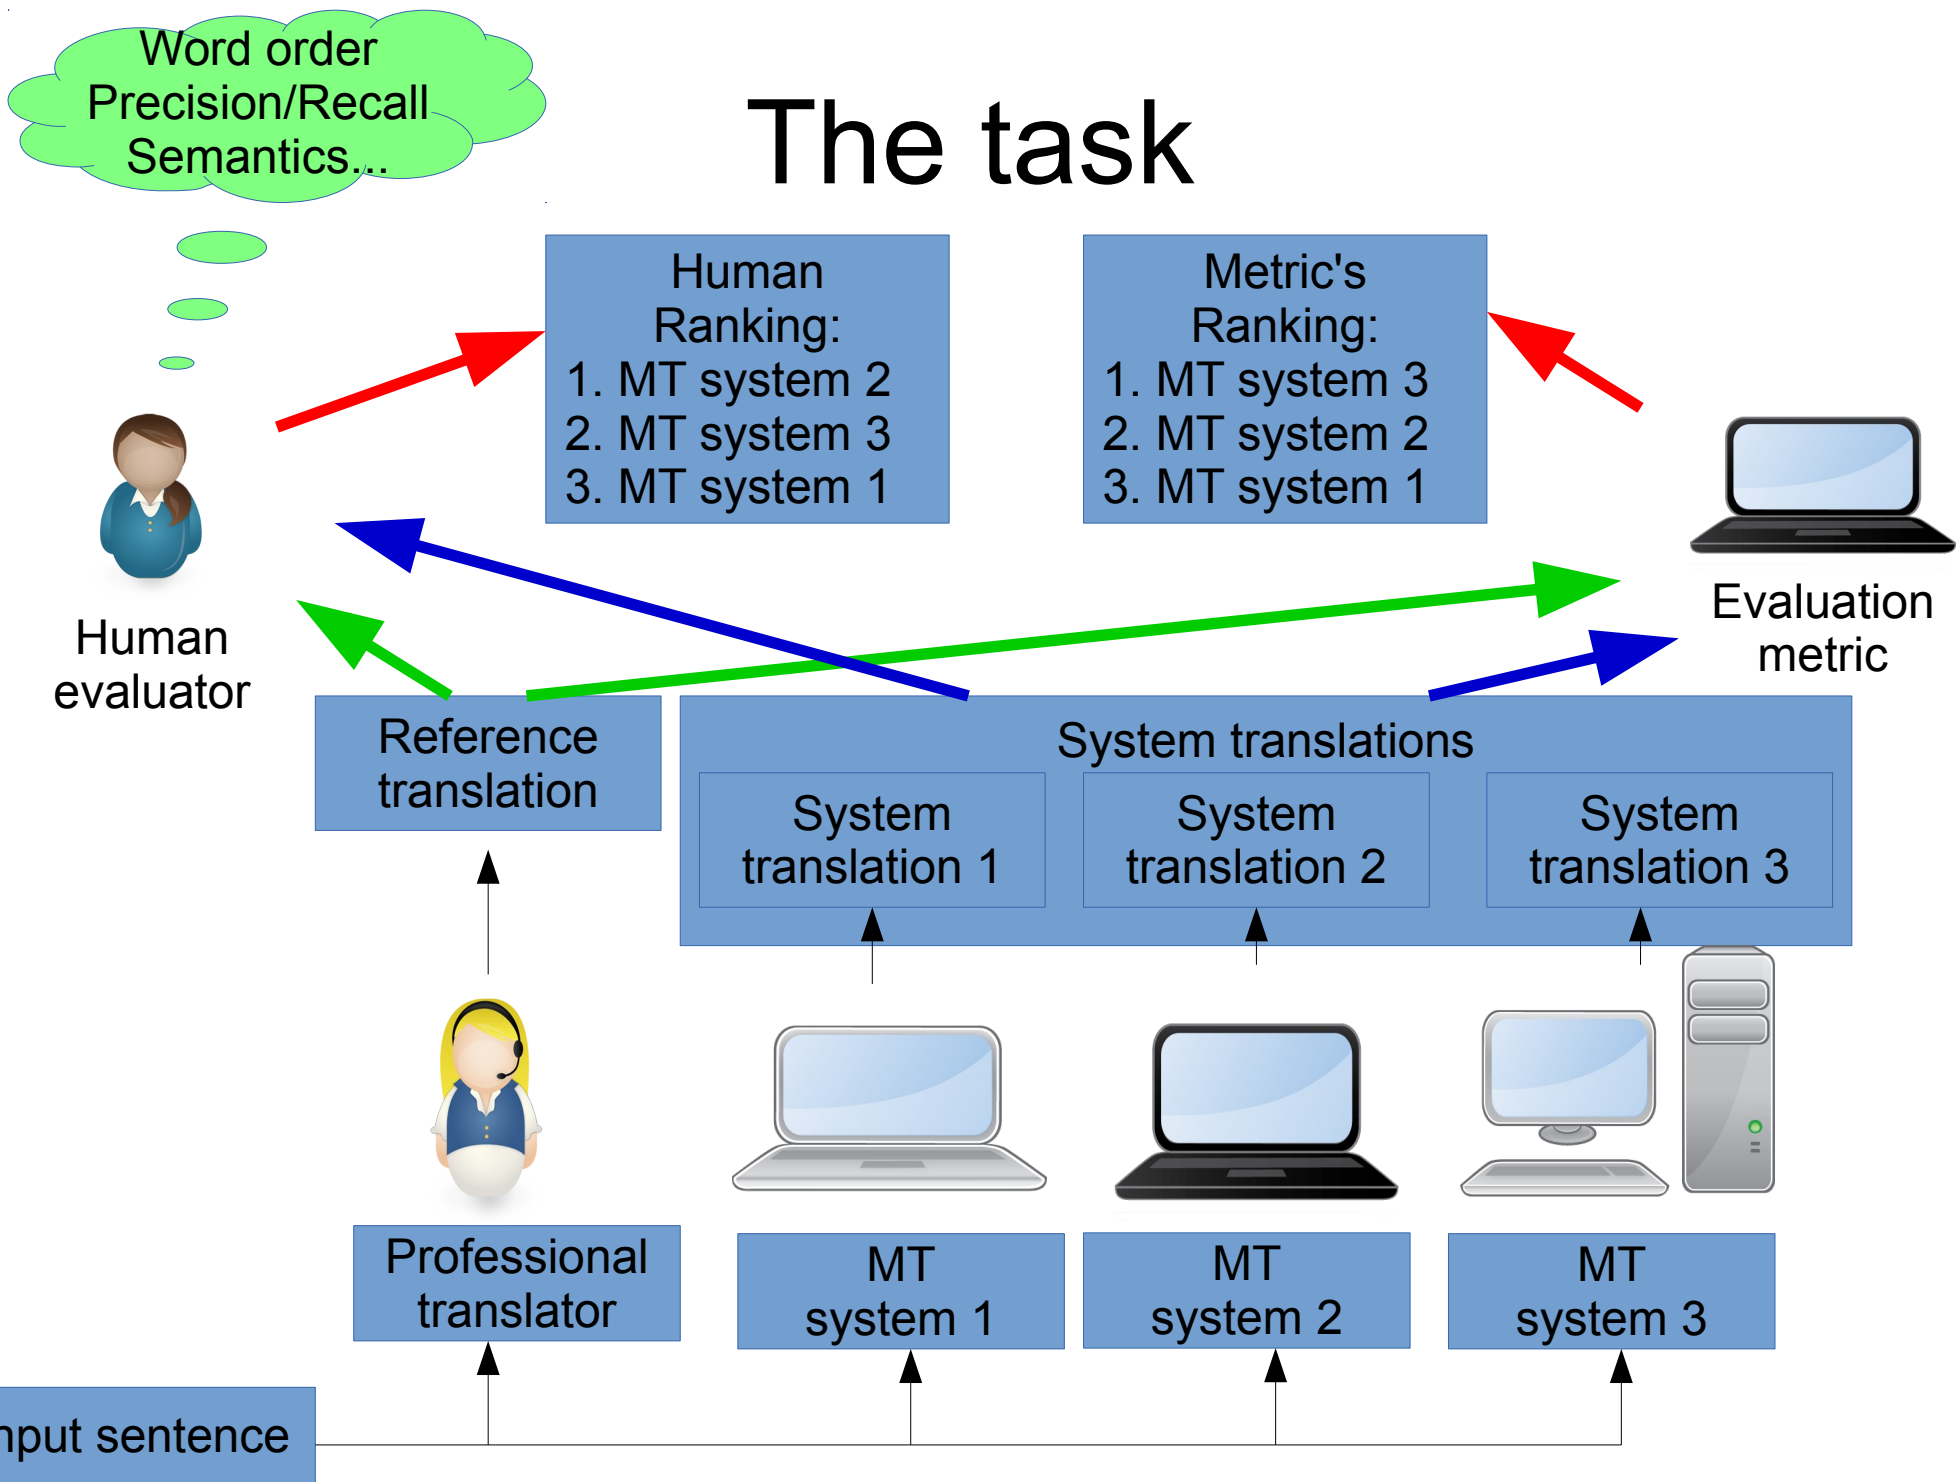 Word order
Precision/Recall
Semantics...
The task
Human
Ranking:
1. MT system 2
2. MT system 3
3. MT system 1
Metric's
Ranking:
1. MT system 3
2. MT system 2
3. MT system 1
Human
evaluator
Evaluation
metric
Reference
translation
System translations
System
translation 1
System
translation 2
System
translation 3
Professional
translator
MT
system 1
MT
system 2
MT
system 3
nput sentence